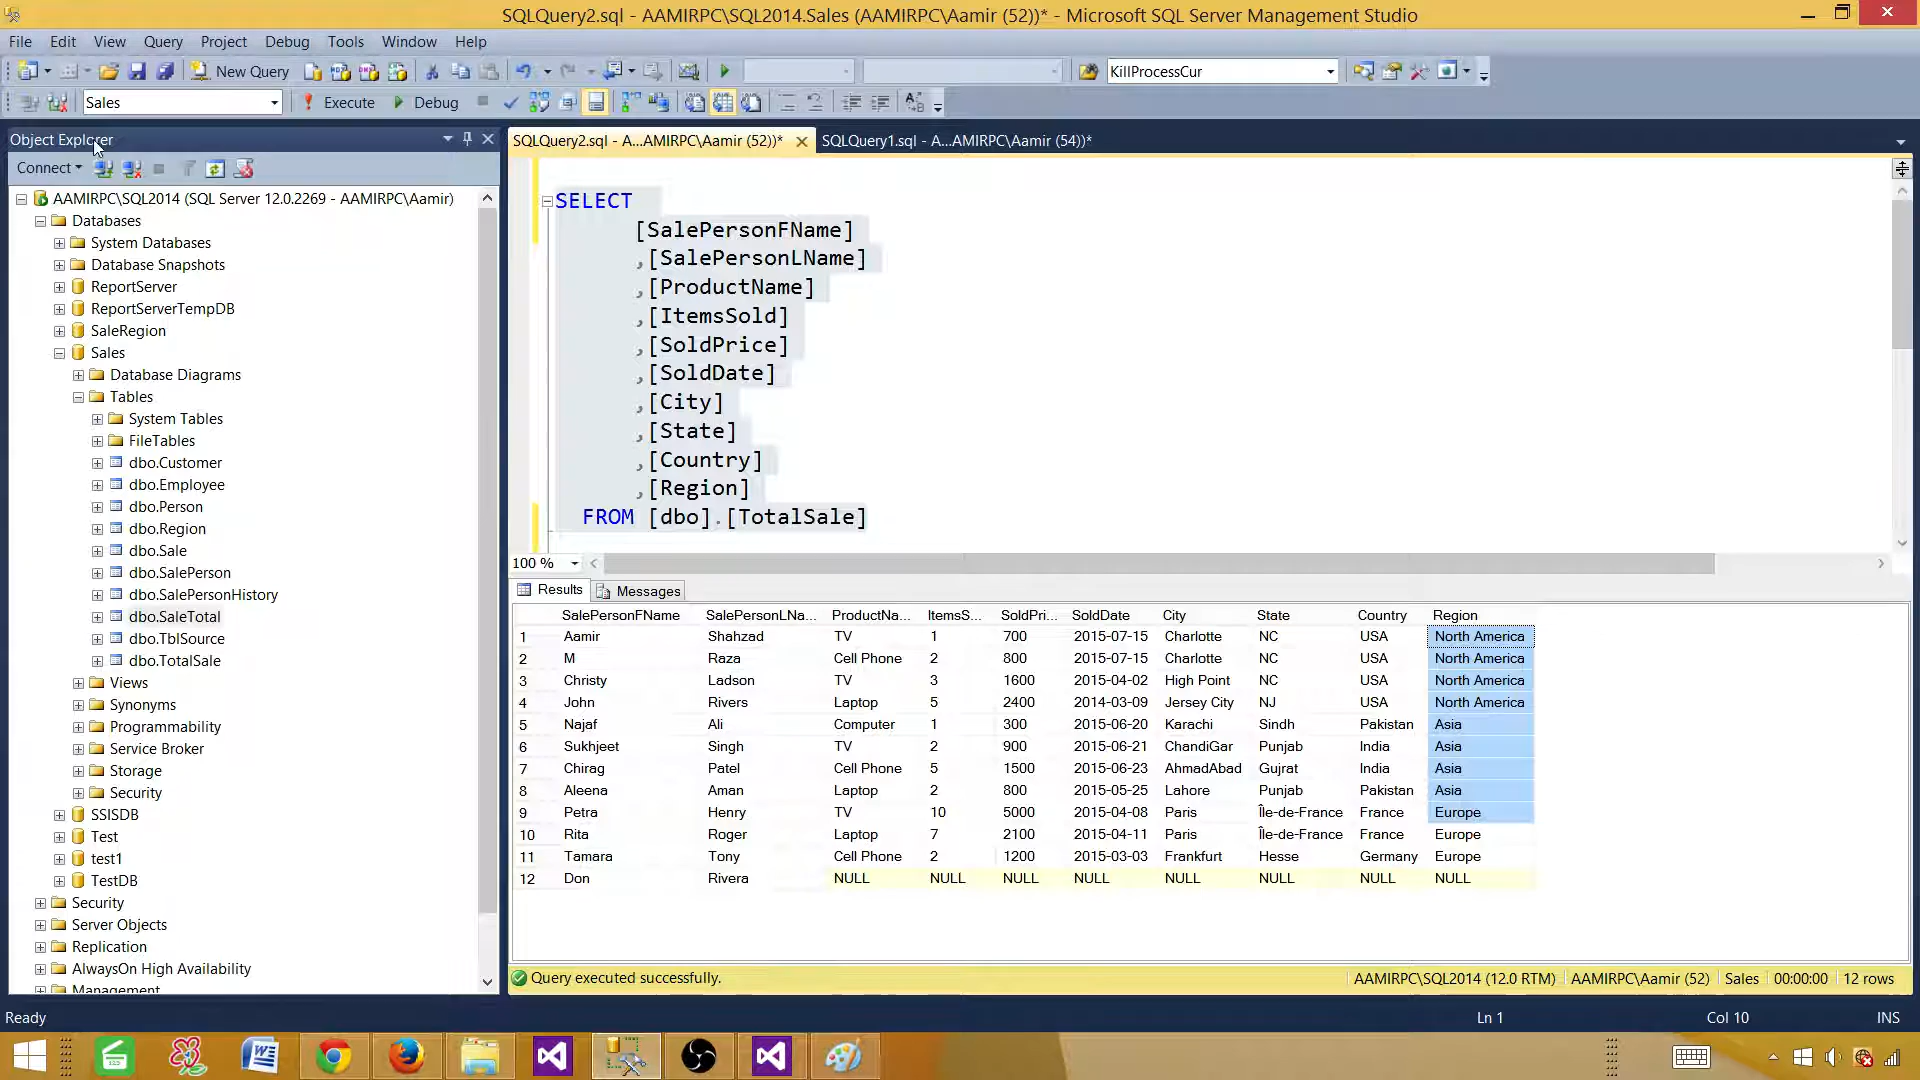 SQLQuery2.sql - AAMIRPC\SQL2014.Sales (AAMIRPC\Aamir (52))* - Microsoft SQL Server Management Studio
File Edit View Query Project Debug Tools Window Help
New Query KillProcessCur
Sales Execute Debug
Object Explorer
Connect
AAMIRPC\SQL2014 (SQL Server 12.0.2269 - AAMIRPC\Aamir)
Databases
System Databases
Database Snapshots
ReportServer
ReportServerTempDB
SaleRegion
Sales
Database Diagrams
Tables
System Tables
FileTables
dbo.Customer
dbo.Employee
dbo.Person
dbo.Region
dbo.Sale
dbo.SalePerson
dbo.SalePersonHistory
dbo.SaleTotal
dbo.TblSource
dbo.TotalSale
Views
Synonyms
Programmability
Service Broker
Storage
Security
SSISDB
Test
test1
TestDB
Security
Server Objects
Replication
AlwaysOn High Availability
Management
SQLQuery2.sql - A...AMIRPC\Aamir (52))* SQLQuery1.sql - A...AMIRPC\Aamir (54))*
SELECT
[SalePersonFName]
,[SalePersonLName]
,[ProductName]
,[ItemsSold]
,[SoldPrice]
,[SoldDate]
,[City]
,[State]
,[Country]
,[Region]
FROM [dbo].[TotalSale]
100 %
Results Messages
SalePersonFName SalePersonLNa... ProductNa... ItemsS... SoldPri... SoldDate City State Country Region
1 Aamir Shahzad TV 1 700 2015-07-15 Charlotte NC USA North America
2 M Raza Cell Phone 2 800 2015-07-15 Charlotte NC USA North America
3 Christy Ladson TV 3 1600 2015-04-02 High Point NC USA North America
4 John Rivers Laptop 5 2400 2014-03-09 Jersey City NJ USA North America
5 Najaf Ali Computer 1 300 2015-06-20 Karachi Sindh Pakistan Asia
6 Sukhjeet Singh TV 2 900 2015-06-21 ChandiGar Punjab India Asia
7 Chirag Patel Cell Phone 5 1500 2015-06-23 AhmadAbad Gujrat India Asia
8 Aleena Aman Laptop 2 800 2015-05-25 Lahore Punjab Pakistan Asia
9 Petra Henry TV 10 5000 2015-04-08 Paris Île-de-France France Europe
10 Rita Roger Laptop 7 2100 2015-04-11 Paris Île-de-France France Europe
11 Tamara Tony Cell Phone 2 1200 2015-03-03 Frankfurt Hesse Germany Europe
12 Don Rivera NULL NULL NULL NULL NULL NULL NULL NULL
Query executed successfully. AAMIRPC\SQL2014 (12.0 RTM) AAMIRPC\Aamir (52) Sales 00:00:00 12 rows
Ready Ln 1 Col 10 INS